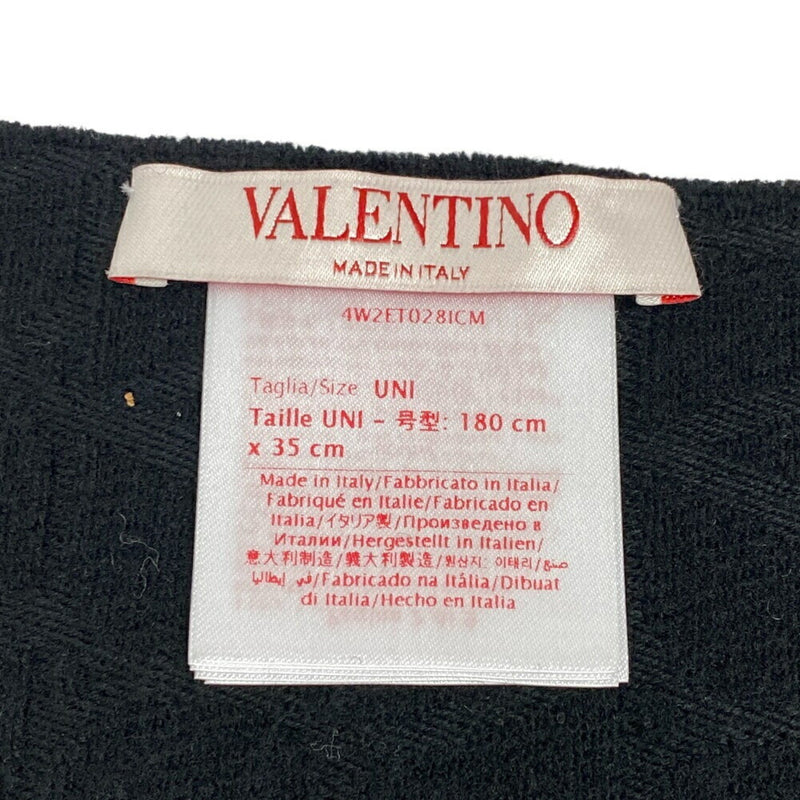 VALENTINO
MADE IN ITALY
4W2ET028ICM
Taglia/Size UNI
Taille UNI - 号型: 180 cm
x 35 cm
Made in Italy/Fabbricato in Italia/
Fabriqué en Italie/Fabricado en
Italia/イタリア製/Произведено в
Италии/Hergestellt in Italien/
意大利制造/義大利製造/원산지: 이태리/صنع
في إيطاليا/Fabricado na Itália/Dibuat
di Italia/Hecho en Italia